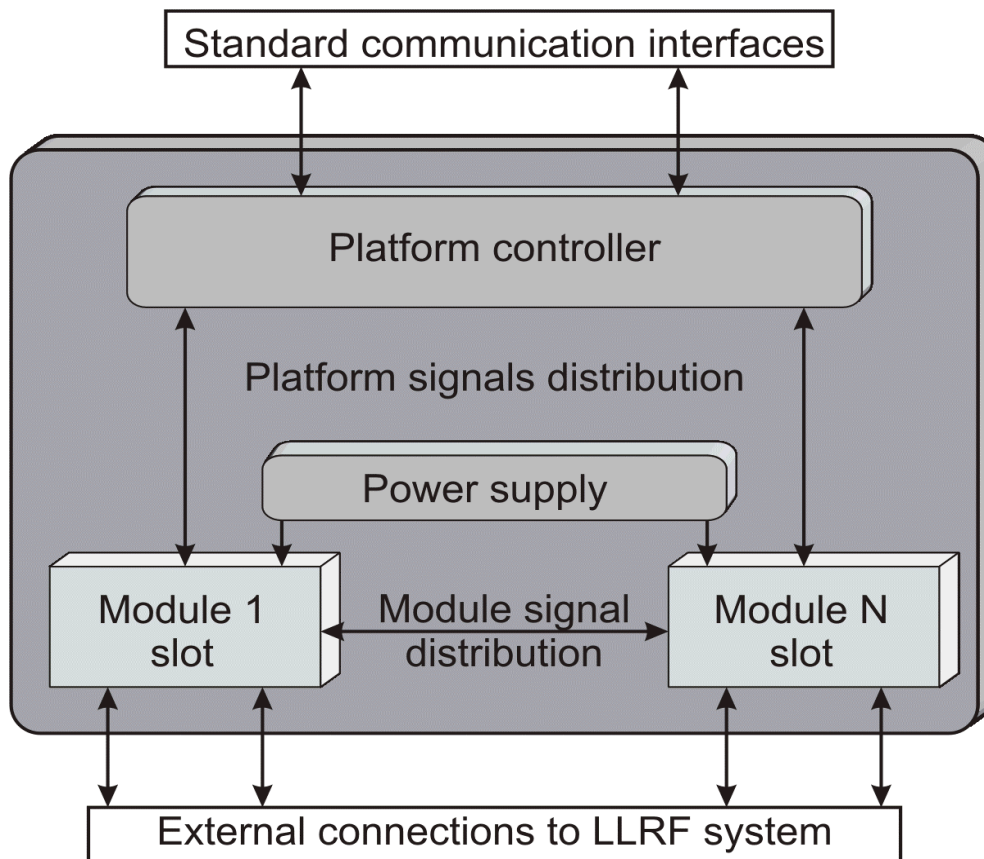 Standard communication interfaces
Platform controller
Platform signals distribution
Power supply
Module 1
slot
Module signal
distribution
Module N
slot
External connections to LLRF system